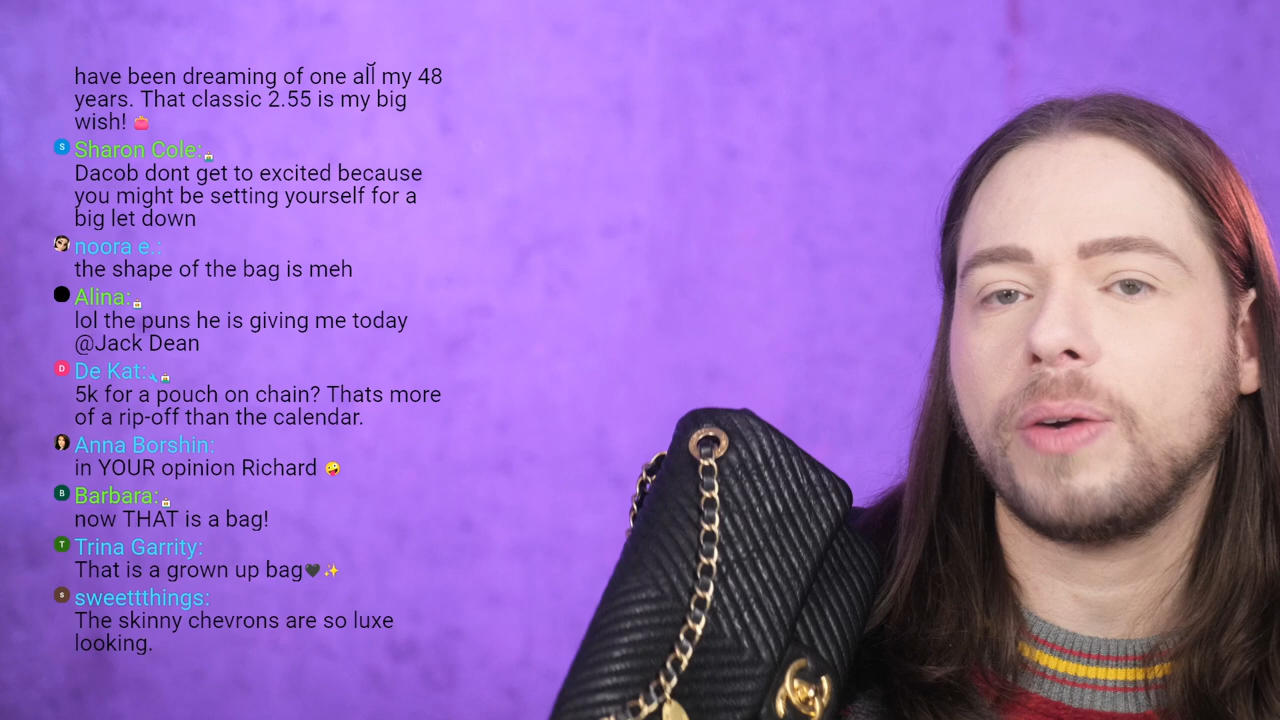 have been dreaming of one all my 48
years. That classic 2.55 is my big
wish! 👛
S Sharon Cole:
Dacob dont get to excited because
you might be setting yourself for a
big let down
noora e.:
the shape of the bag is meh
Alina:
lol the puns he is giving me today
@Jack Dean
D De Kat:
5k for a pouch on chain? Thats more
of a rip-off than the calendar.
Anna Borshin:
in YOUR opinion Richard 🤪
B Barbara:
now THAT is a bag!
T Trina Garrity:
That is a grown up bag🖤✨
s sweettthings:
The skinny chevrons are so luxe
looking.